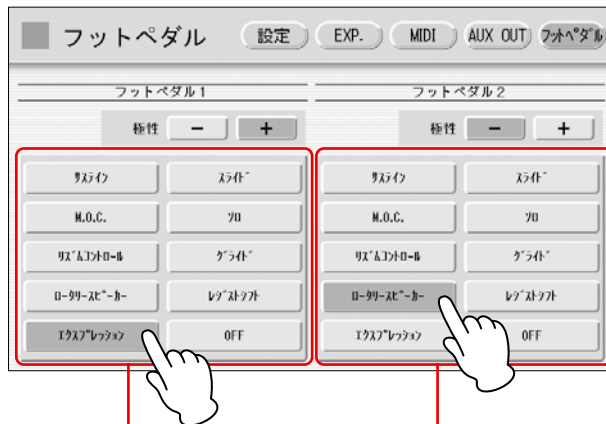 フットペダル 設定 EXP. MIDI AUX OUT ﾌｯﾄﾍﾟﾀﾞﾙ
フットペダル 1
極性 − +
ｻｽﾃｲﾝ ｽﾗｲﾄﾞ
M.O.C. ｿﾛ
ﾘｽﾞﾑｺﾝﾄﾛｰﾙ ｸﾞﾗｲﾄﾞ
ﾛｰﾀﾘｰｽﾋﾟｰｶｰ ﾚｼﾞｽﾄｼﾌﾄ
ｴｸｽﾌﾟﾚｯｼｮﾝ OFF
フットペダル 2
極性 − +
ｻｽﾃｲﾝ ｽﾗｲﾄﾞ
M.O.C. ｿﾛ
ﾘｽﾞﾑｺﾝﾄﾛｰﾙ ｸﾞﾗｲﾄﾞ
ﾛｰﾀﾘｰｽﾋﾟｰｶｰ ﾚｼﾞｽﾄｼﾌﾄ
ｴｸｽﾌﾟﾚｯｼｮﾝ OFF